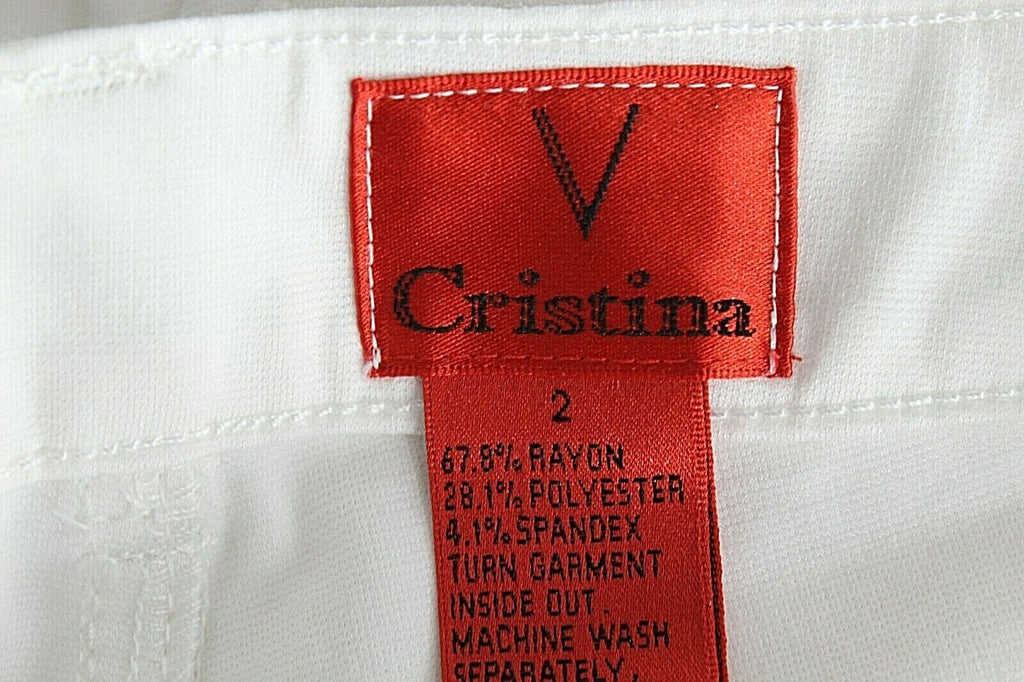 V
Cristina
2
67.8% RAYON
28.1% POLYESTER
4.1% SPANDEX
TURN GARMENT
INSIDE OUT.
MACHINE WASH
SEPARATELY.